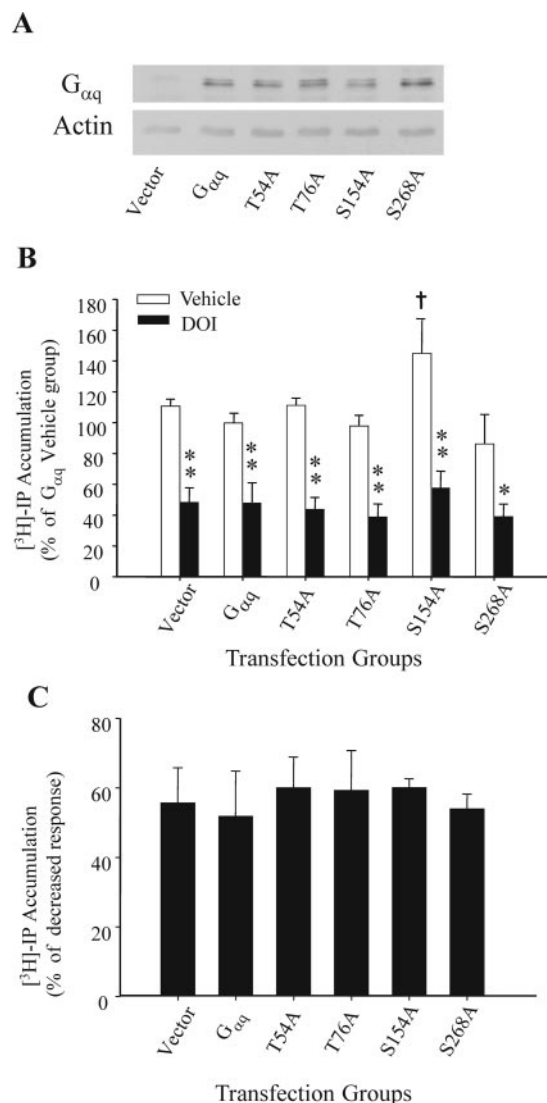 A
Gαq
Actin
Vector
Gαq
T54A
T76A
S154A
S268A
B
[³H]-IP Accumulation
(% of Gαq Vehicle group)
180
160
140
120
100
80
60
40
20
0
Vehicle
DOI
**
**
**
**
†
**
*
Vector
Gαq
T54A
T76A
S154A
S268A
Transfection Groups
C
[³H]-IP Accumulation
(% of decreased response)
80
60
40
20
0
Vector
Gαq
T54A
T76A
S154A
S268A
Transfection Groups